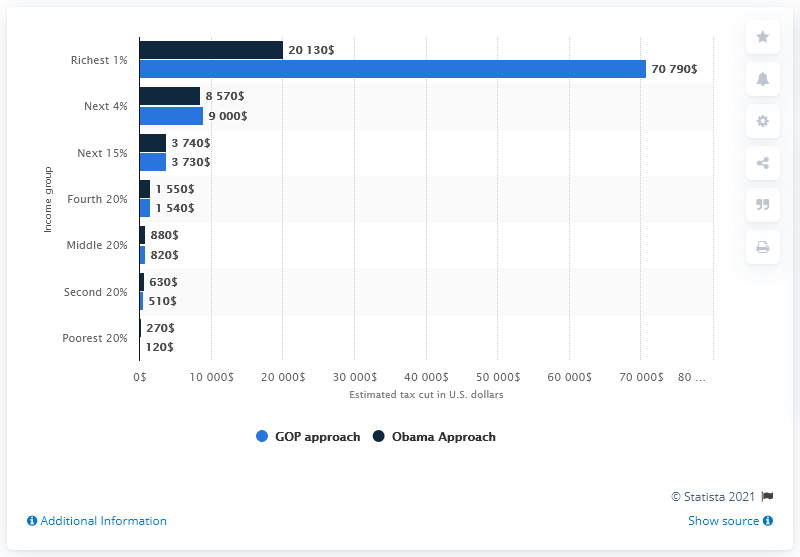 Richest 1%
20 130$
70 790$
Next 4%
8 570$
9 000$
Next 15%
3 740$
3 730$
Fourth 20%
1 550$
1 540$
Middle 20%
880$
820$
Second 20%
630$
510$
Poorest 20%
270$
120$
Income group
0$ 10 000$ 20 000$ 30 000$ 40 000$ 50 000$ 60 000$ 70 000$ 80 ...
Estimated tax cut in U.S. dollars
GOP approach Obama Approach
© Statista 2021
Additional Information Show source